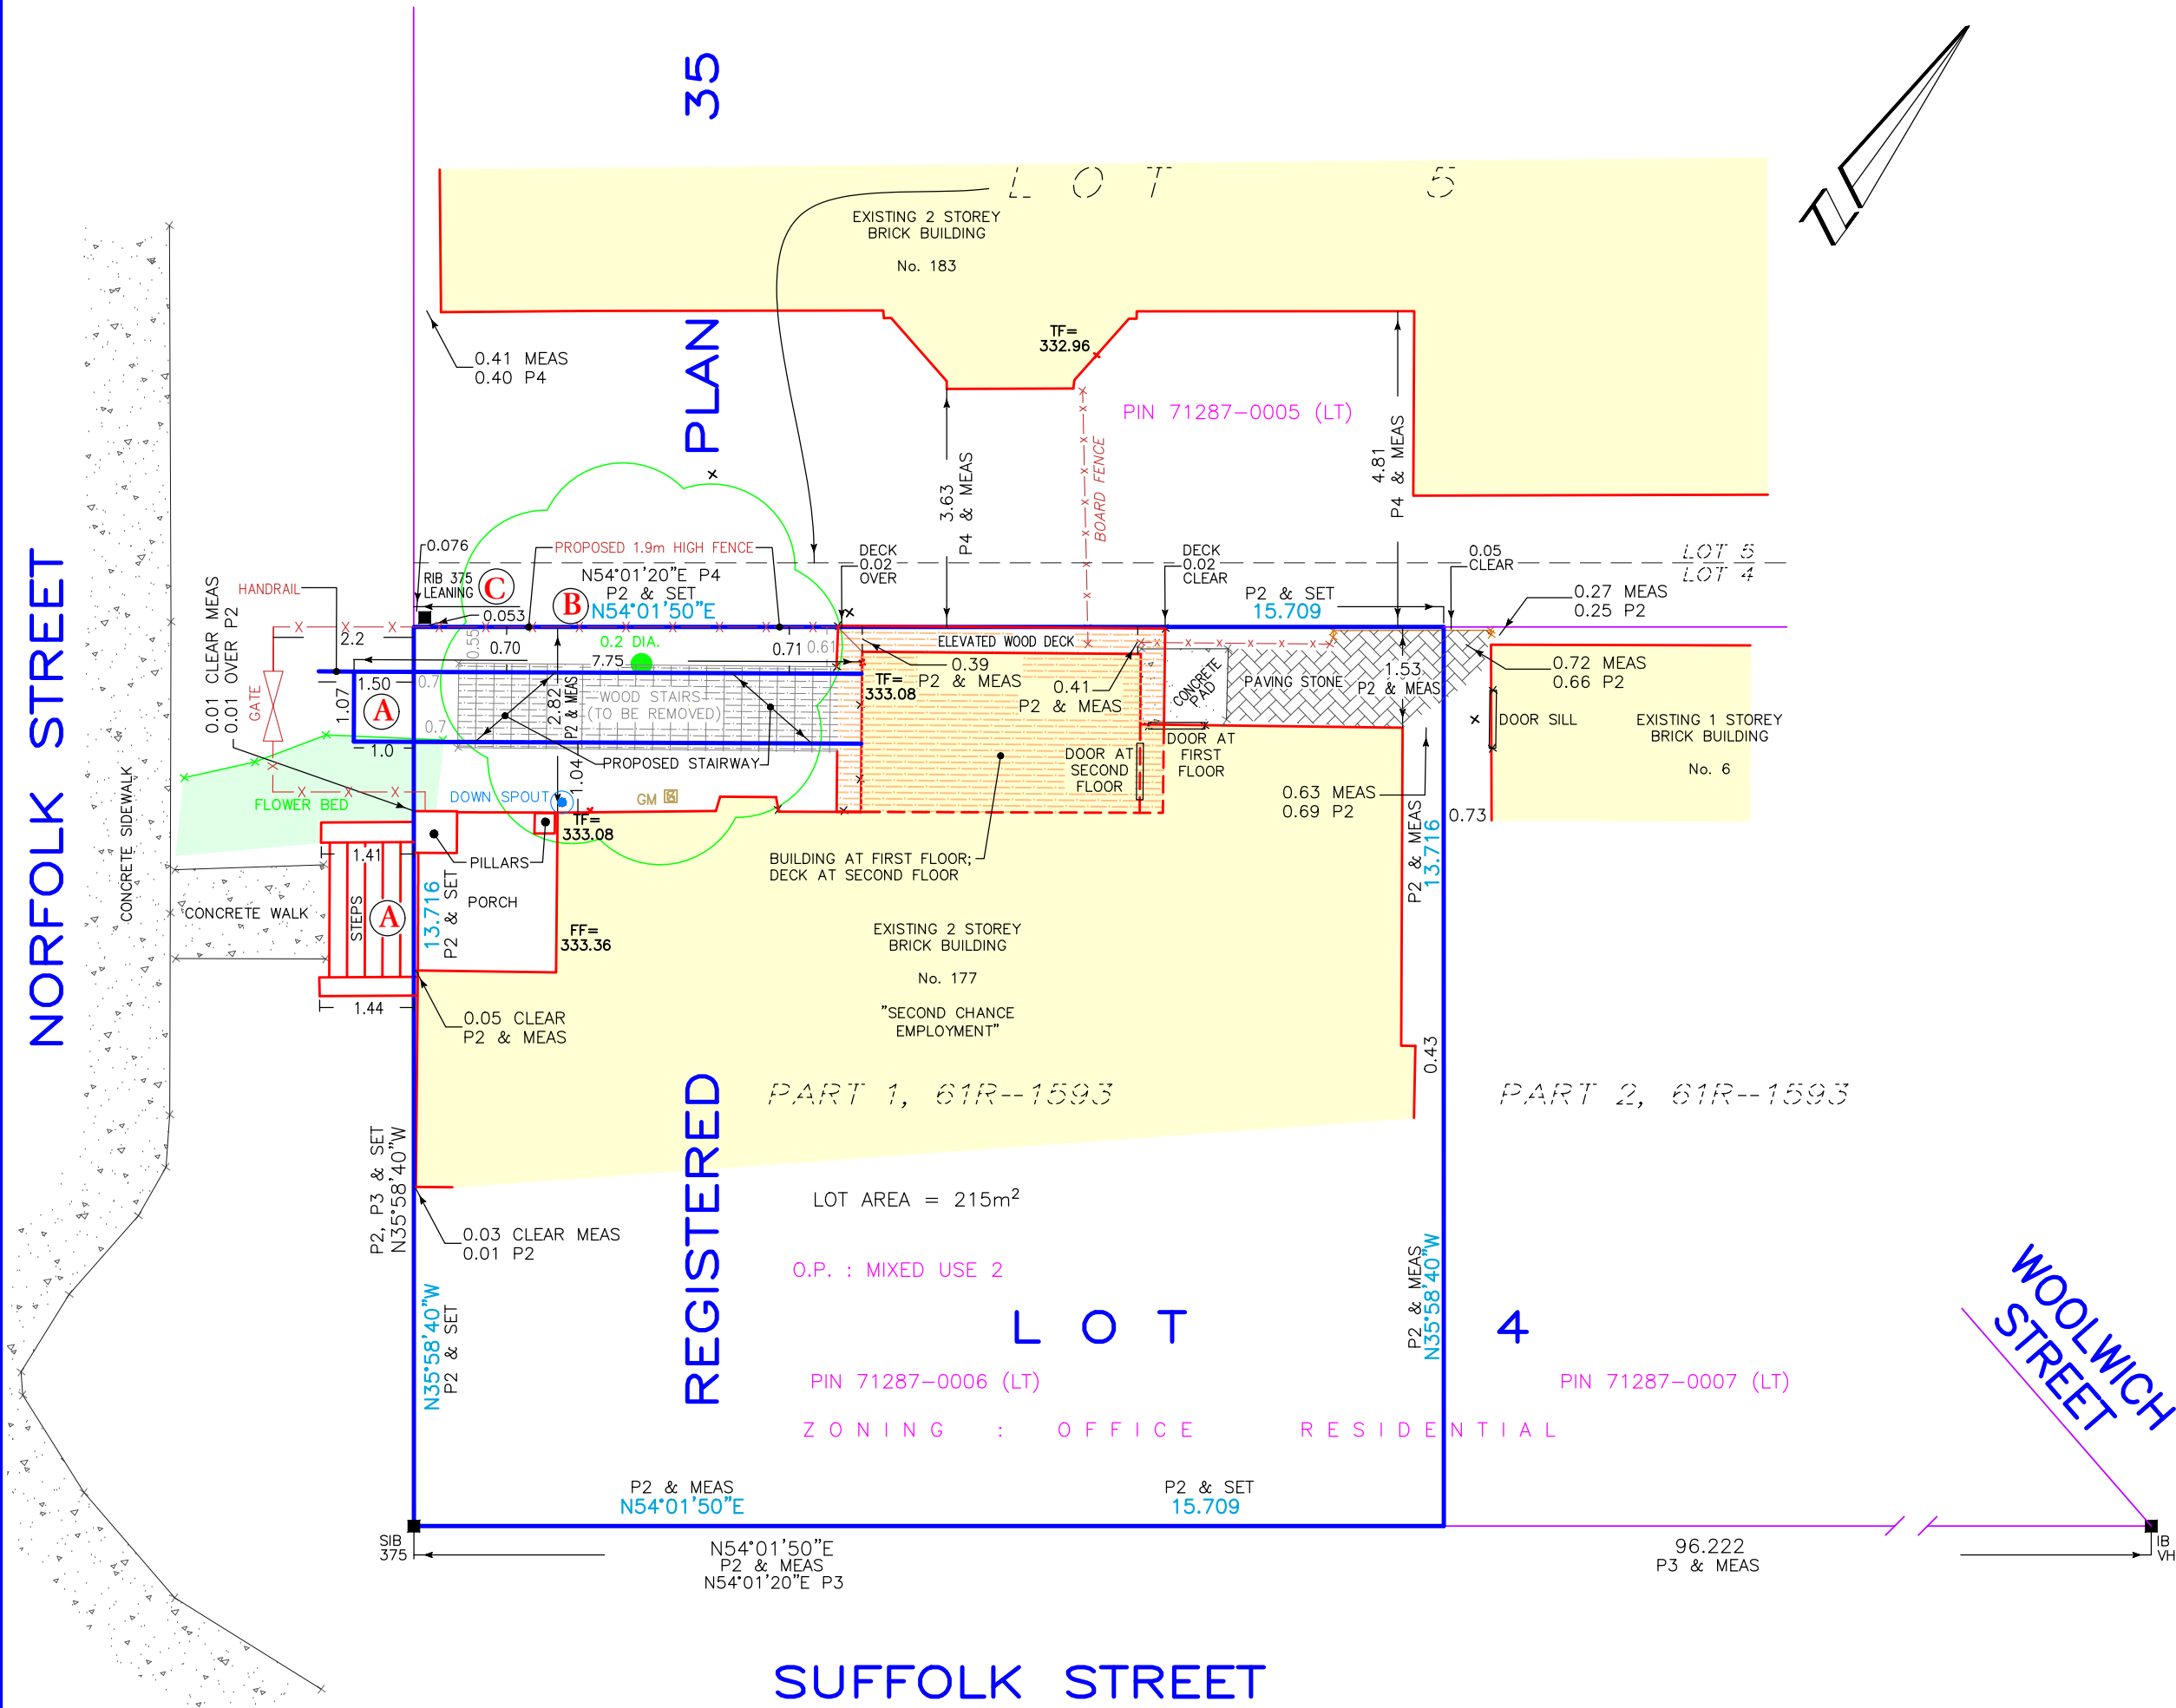 35
PLAN
REGISTERED
L O T 5
EXISTING 2 STOREY
BRICK BUILDING
No. 183
TF=
332.96
0.41 MEAS
0.40 P4
PIN 71287-0005 (LT)
3.63
P4 & MEAS
BOARD FENCE
4.81
P4 & MEAS
LOT 5
LOT 4
0.076
RIB 375
LEANING
C
B
PROPOSED 1.9m HIGH FENCE
N54°01'20"E P4
P2 & SET
N54°01'50"E
0.053
DECK
0.02
OVER
DECK
0.02
CLEAR
P2 & SET
15.709
0.05
CLEAR
0.27 MEAS
0.25 P2
HANDRAIL
0.01 CLEAR MEAS
0.01 OVER P2
GATE
2.2
0.55
0.70
0.2 DIA.
7.75
0.71
0.61
ELEVATED WOOD DECK
0.39
P2 & MEAS
TF=
333.08
0.41
P2 & MEAS
CONCRETE
PAD
PAVING STONE
1.53
P2 & MEAS
0.72 MEAS
0.66 P2
1.50
0.7
1.07
A
0.7
1.0
WOOD STAIRS
(TO BE REMOVED)
2.82
P2 & MEAS
PROPOSED STAIRWAY
1.04
DOOR AT
SECOND
FLOOR
DOOR AT
FIRST
FLOOR
DOOR SILL
EXISTING 1 STOREY
BRICK BUILDING
No. 6
FLOWER BED
DOWN SPOUT
GM
TF=
333.08
0.63 MEAS
0.69 P2
0.73
P2 & MEAS
13.716
NORFOLK STREET
CONCRETE SIDEWALK
1.41
PILLARS
PORCH
BUILDING AT FIRST FLOOR;
DECK AT SECOND FLOOR
CONCRETE WALK
STEPS
A
13.716
P2 & SET
FF=
333.36
EXISTING 2 STOREY
BRICK BUILDING
No. 177
"SECOND CHANCE
EMPLOYMENT"
1.44
0.05 CLEAR
P2 & MEAS
0.43
PART 1, 61R--1593
PART 2, 61R--1593
P2, P3 & SET
N35°58'40"W
0.03 CLEAR MEAS
0.01 P2
LOT AREA = 215m²
O.P. : MIXED USE 2
N35°58'40"W
P2 & SET
L O T 4
P2 & MEAS
N35°58'40"W
WOOLWICH
STREET
PIN 71287-0006 (LT)
PIN 71287-0007 (LT)
ZONING : OFFICE RESIDENTIAL
P2 & MEAS
N54°01'50"E
P2 & SET
15.709
SIB
375
N54°01'50"E
P2 & MEAS
N54°01'20"E P3
96.222
P3 & MEAS
IB
VH
SUFFOLK STREET